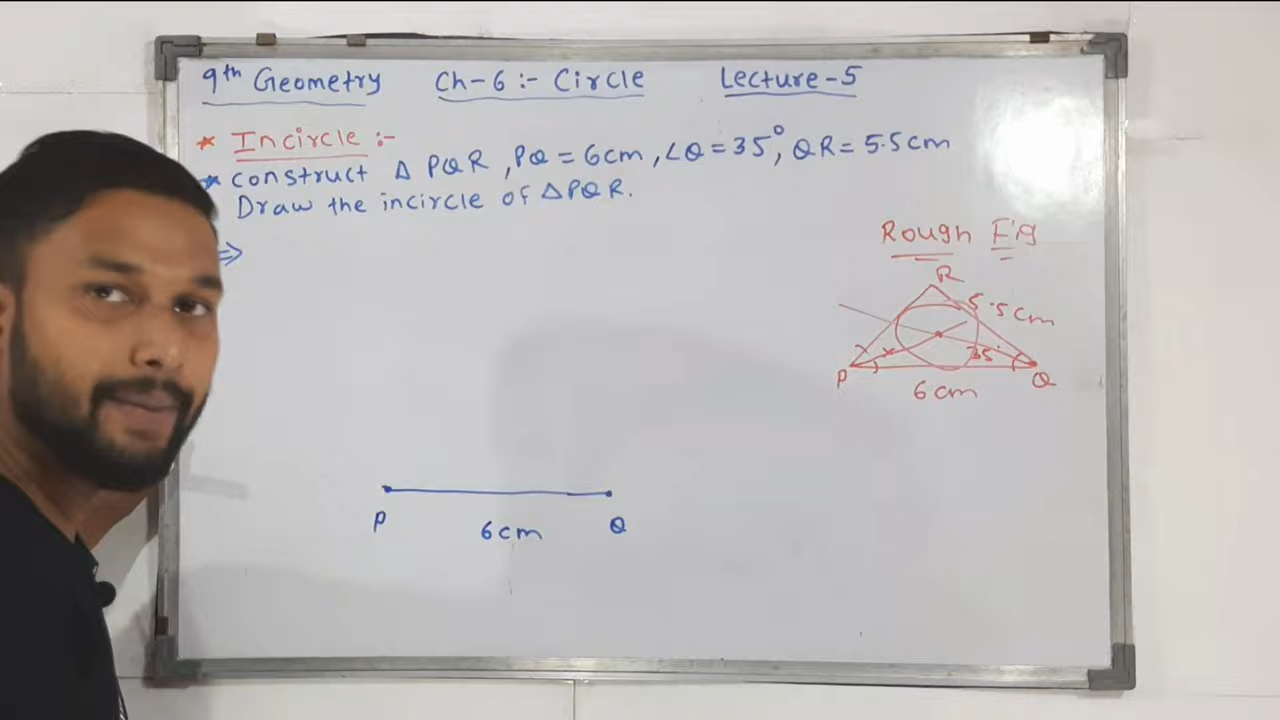 9th Geometry Ch-6 :- Circle Lecture-5
* Incircle :-
* construct Δ PQR , PQ = 6cm , ∠Q = 35°, QR = 5.5cm
Draw the incircle of ΔPQR.
⇒
Rough Fig
R
5.5cm
35°
P
Q
6cm
P
6cm
Q